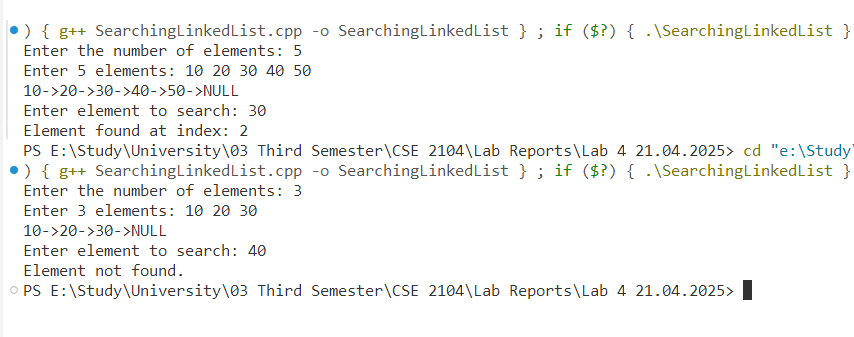 ) { g++ SearchingLinkedList.cpp -o SearchingLinkedList } ; if ($?) { .\SearchingLinkedList }
Enter the number of elements: 5
Enter 5 elements: 10 20 30 40 50
10->20->30->40->50->NULL
Enter element to search: 30
Element found at index: 2
PS E:\Study\University\03 Third Semester\CSE 2104\Lab Reports\Lab 4 21.04.2025> cd "e:\Study\
) { g++ SearchingLinkedList.cpp -o SearchingLinkedList } ; if ($?) { .\SearchingLinkedList }
Enter the number of elements: 3
Enter 3 elements: 10 20 30
10->20->30->NULL
Enter element to search: 40
Element not found.
PS E:\Study\University\03 Third Semester\CSE 2104\Lab Reports\Lab 4 21.04.2025>